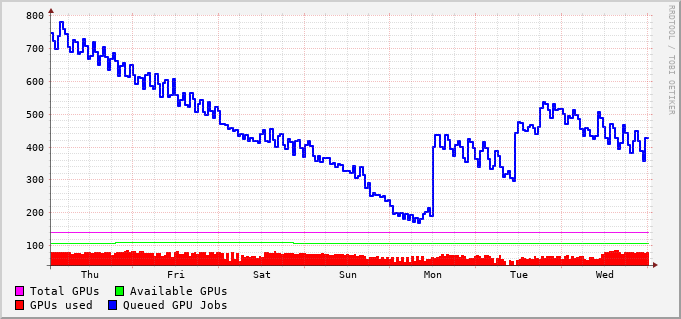 800
700
600
500
400
300
200
100
Thu Fri Sat Sun Mon Tue Wed
RRDTOOL / TOBI OETIKER
Total GPUs Available GPUs
GPUs used Queued GPU Jobs